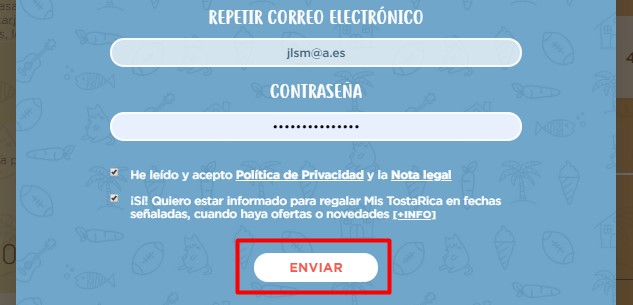 REPETIR CORREO ELECTRÓNICO
jlsm@a.es
CONTRASEÑA
•••••••••••••••
He leído y acepto Política de Privacidad y la Nota legal
¡Sí! Quiero estar informado para regalar Mis TostaRica en fechas
señaladas, cuando haya ofertas o novedades [+INFO]
ENVIAR